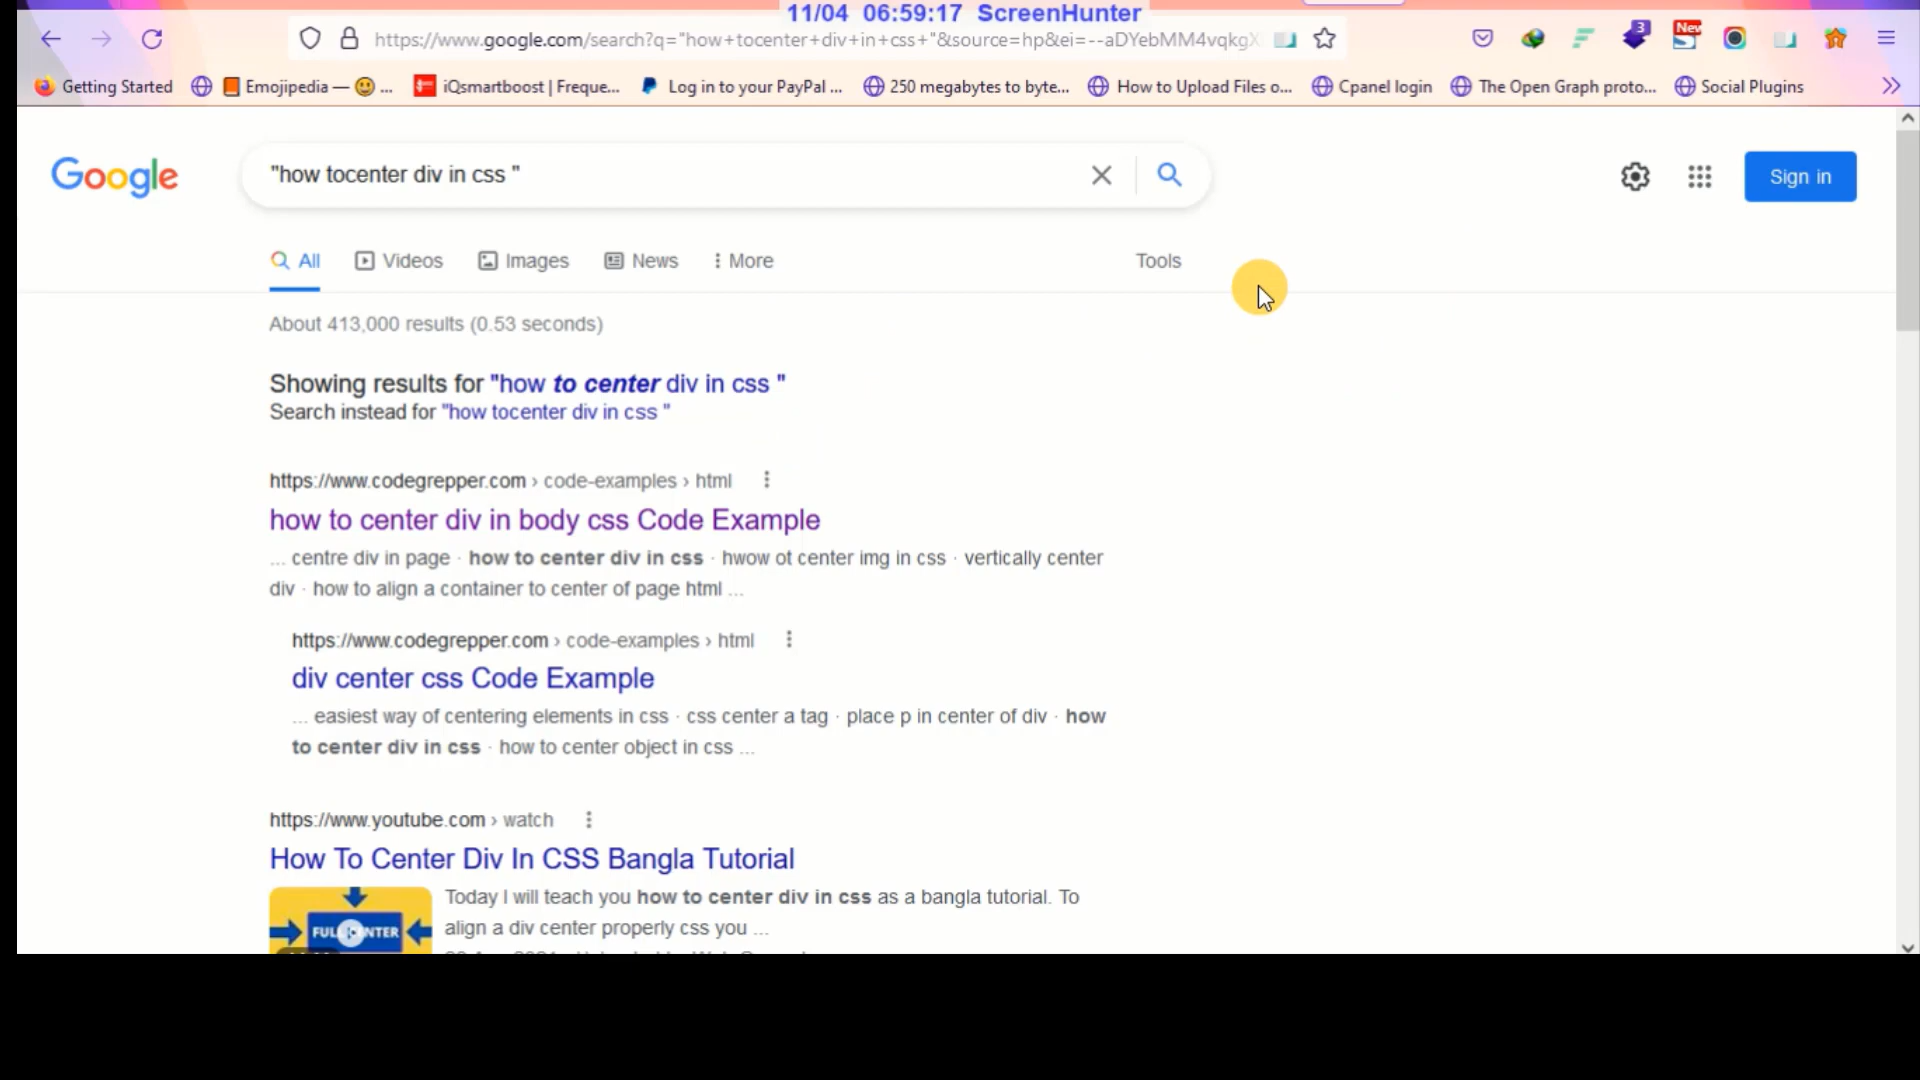 11/04 06:59:17 ScreenHunter
https://www.google.com/search?q="how+tocenter+div+in+css+"&source=hp&ei=--aDYebMM4vqkgX
3
New
Getting Started
Emojipedia — 😃 ...
iQsmartboost | Freque...
Log in to your PayPal ...
250 megabytes to byte...
How to Upload Files o...
Cpanel login
The Open Graph proto...
Social Plugins
Google
"how tocenter div in css "
Sign in
All
Videos
Images
News
More
Tools
About 413,000 results (0.53 seconds)
Showing results for "how to center div in css "
Search instead for "how tocenter div in css "
https://www.codegrepper.com › code-examples › html
how to center div in body css Code Example
... centre div in page · how to center div in css · hwow ot center img in css · vertically center
div · how to align a container to center of page html ...
https://www.codegrepper.com › code-examples › html
div center css Code Example
... easiest way of centering elements in css · css center a tag · place p in center of div · how
to center div in css · how to center object in css ...
https://www.youtube.com › watch
How To Center Div In CSS Bangla Tutorial
Today I will teach you how to center div in css as a bangla tutorial. To
align a div center properly css you ...